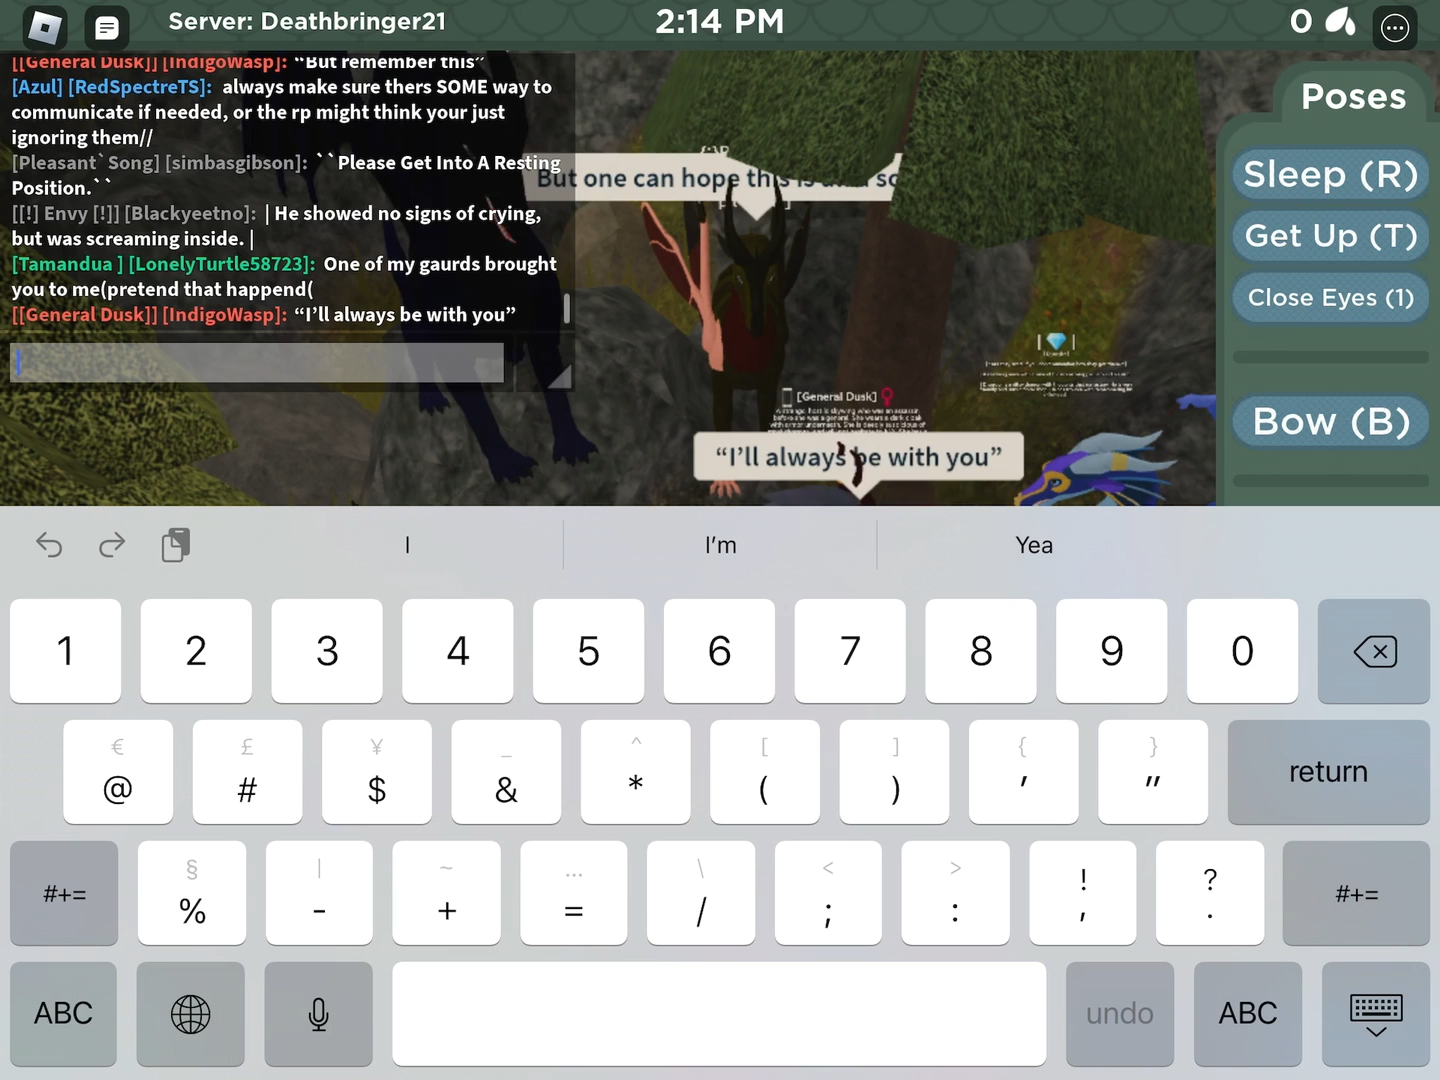 Server: Deathbringer21
2:14 PM
0
[[General Dusk]] [IndigoWasp]: “But remember this”
[Azul] [RedSpectreTS]: always make sure thers SOME way to
communicate if needed, or the rp might think your just
ignoring them//
[Pleasant`Song] [simbasgibson]: ``Please Get Into A Resting
Position.``
[[!] Envy [!]] [Blackyeetno]: | He showed no signs of crying,
but was screaming inside. |
[Tamandua ] [LonelyTurtle58723]: One of my gaurds brought
you to me(pretend that happend(
[[General Dusk]] [IndigoWasp]: “I’ll always be with you”
But one can hope this
[General Dusk]
“I’ll always be with you”
Poses
Sleep (R)
Get Up (T)
Close Eyes (1)
Bow (B)
I
I’m
Yea
1 2 3 4 5 6 7 8 9 0
€ £ ¥ _ ^ [ ] { }
@ # $ & * ( ) ' " return
§ | ~ … \ < > ! ?
#+= % - + = / ; : , . #+=
ABC undo ABC